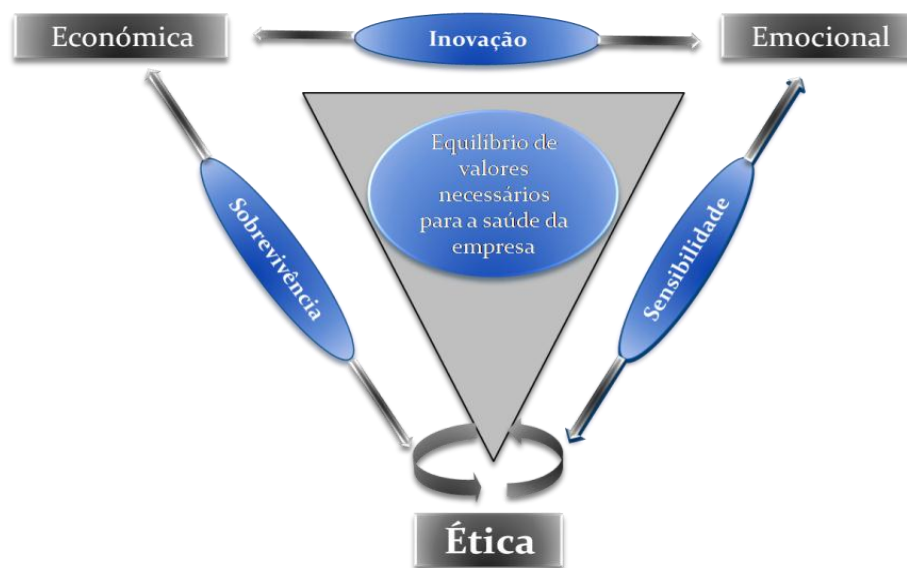 Económica
Inovação
Emocional
Equilíbrio de
valores
necessários
para a saúde da
empresa
Sobrevivência
Sensibilidade
Ética